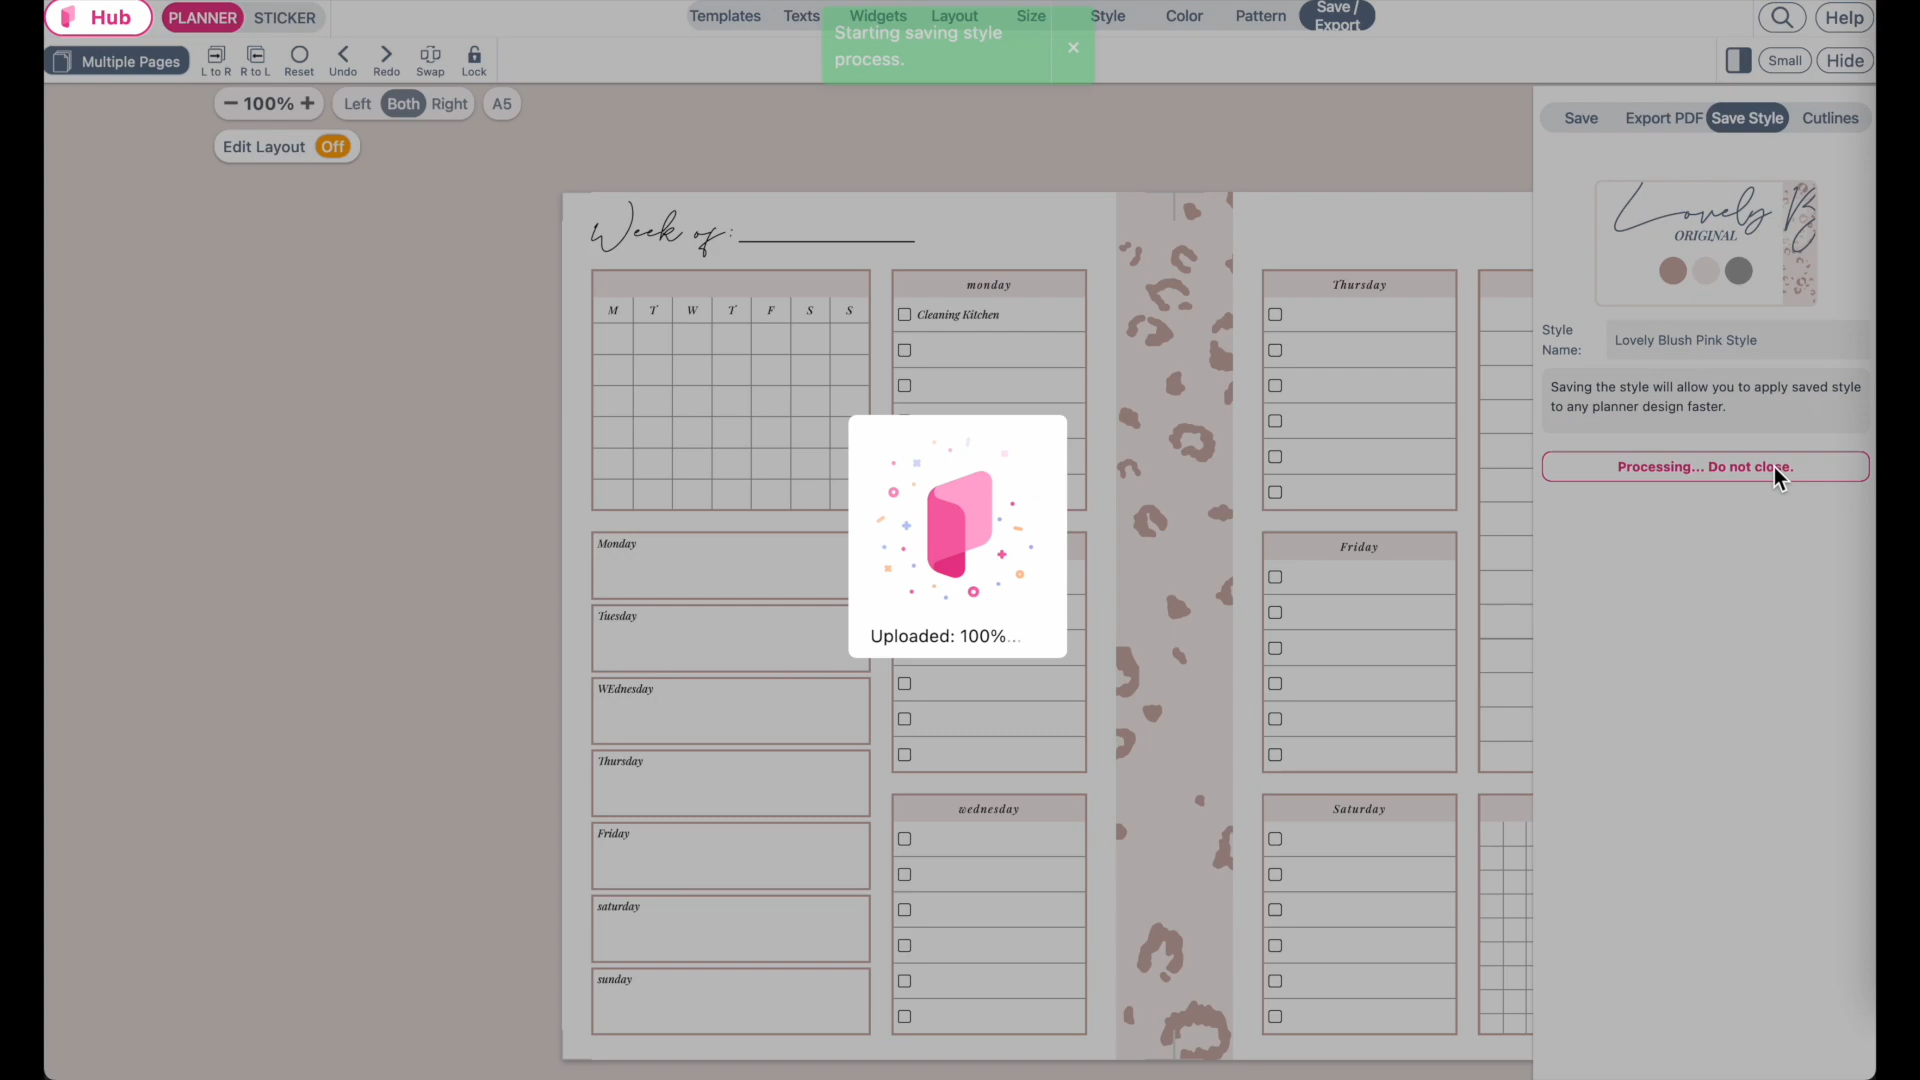 Hub
PLANNER
STICKER
Templates
Texts
Widgets
Layout
Size
Style
Color
Pattern
Save /
Export
Help
Multiple Pages
L to R
R to L
Reset
Undo
Redo
Swap
Lock
Starting saving style
process.
Small
Hide
100%
Left
Both
Right
A5
Edit Layout
Off
Save
Export PDF
Save Style
Cutlines
Lovely
ORIGINAL
Style
Name:
Lovely Blush Pink Style
Saving the style will allow you to apply saved style
to any planner design faster.
Processing... Do not close.
Week of:
M T W T F S S
Monday
Tuesday
WEdnesday
Thursday
Friday
saturday
sunday
monday
Cleaning Kitchen
wednesday
Thursday
Friday
Saturday
Uploaded: 100%...